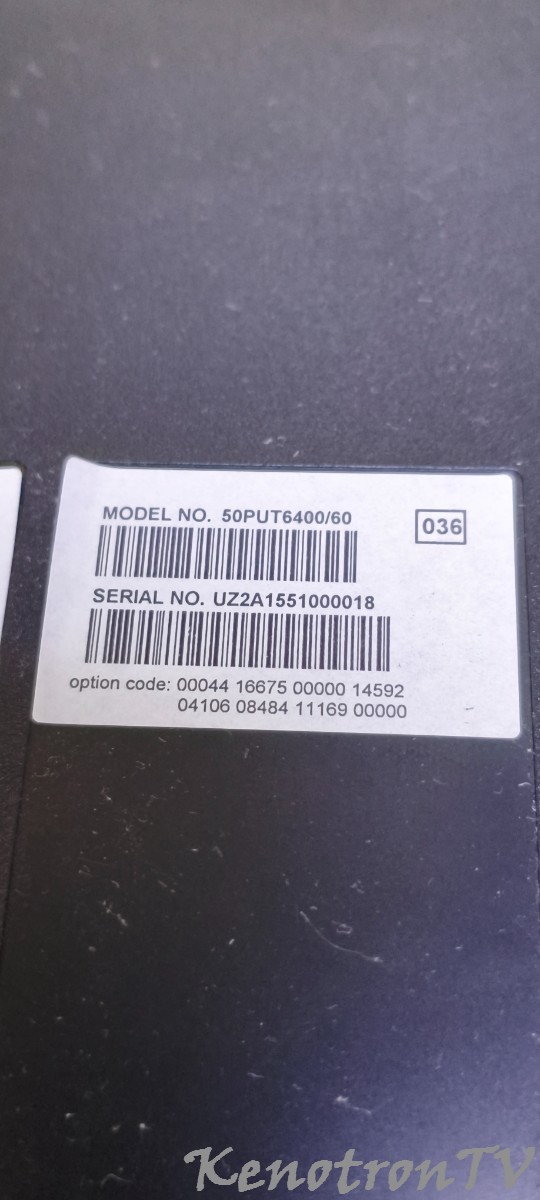 MODEL NO. 50PUT6400/60
036
SERIAL NO. UZ2A1551000018
option code: 00044 16675 00000 14592
04106 08484 11169 00000
KenotronTV